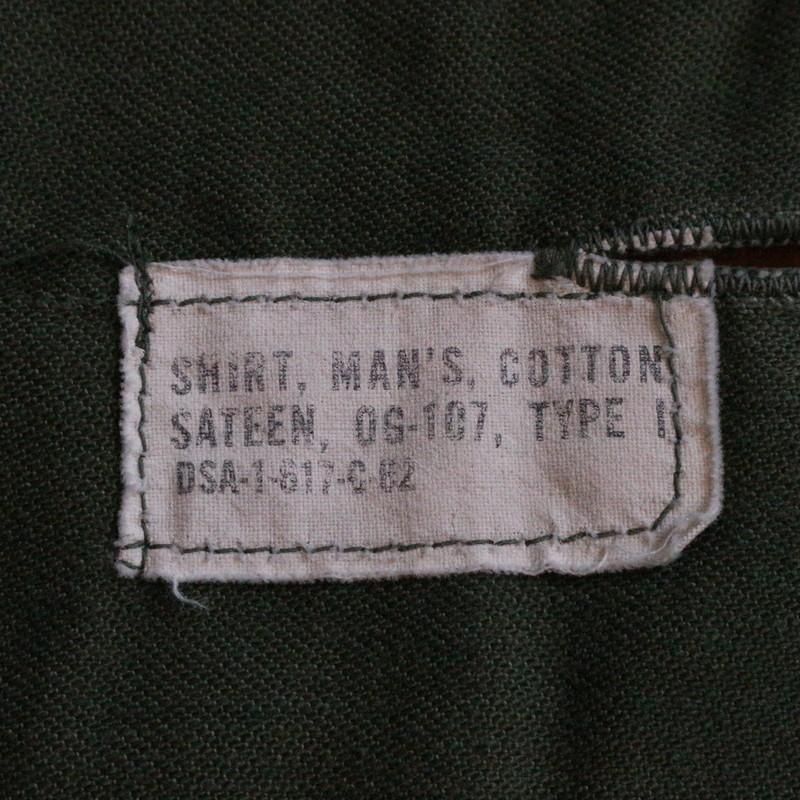 SHIRT, MAN'S, COTTON
SATEEN, OG-107, TYPE I
DSA-1-617-C-62